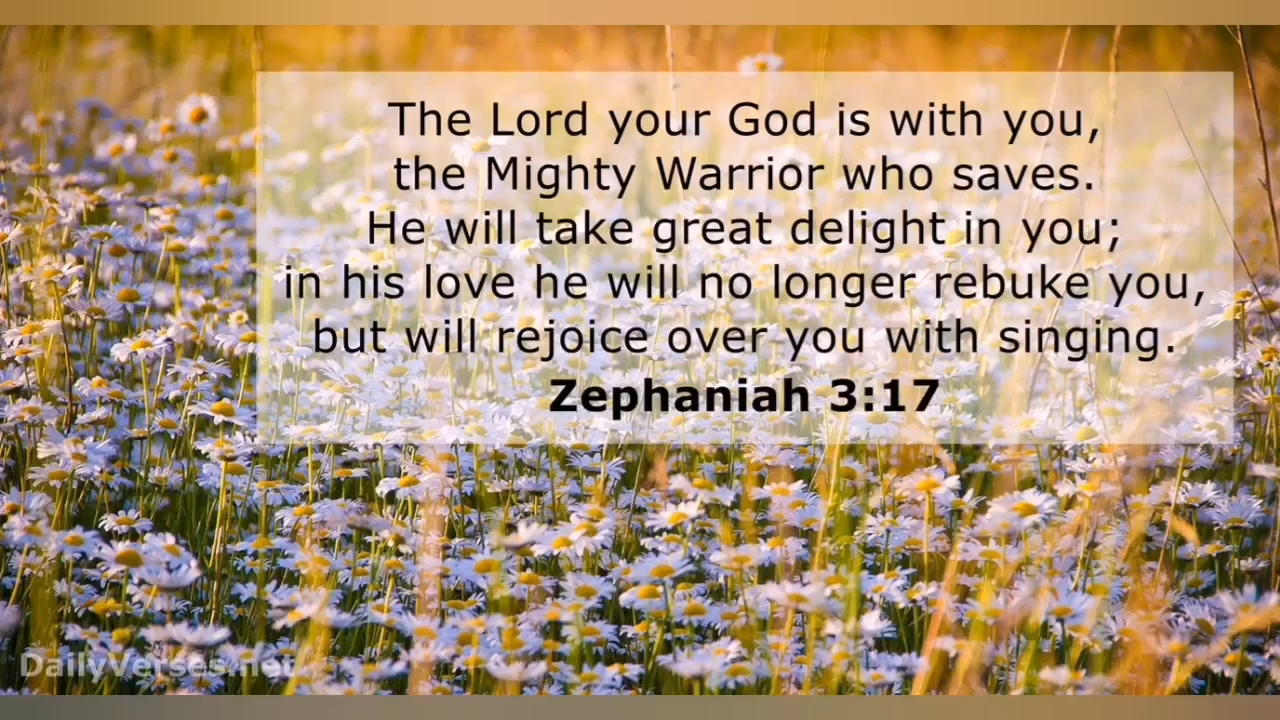 The Lord your God is with you,
the Mighty Warrior who saves.
He will take great delight in you;
in his love he will no longer rebuke you,
but will rejoice over you with singing.
Zephaniah 3:17
DailyVerses.net